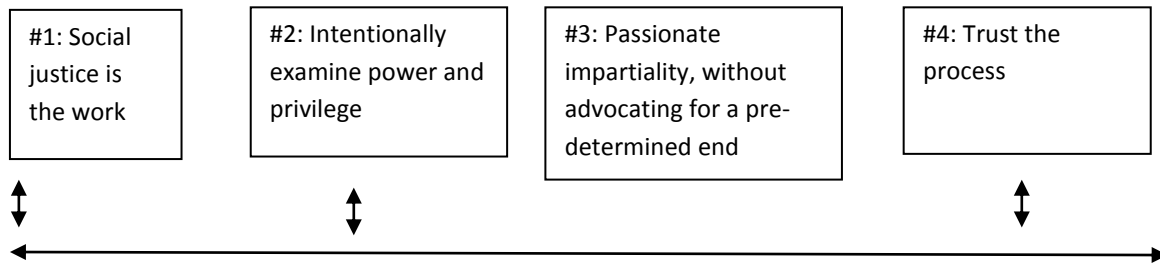 #1: Social
justice is
the work
#2: Intentionally
examine power and
privilege
#3: Passionate
impartiality, without
advocating for a pre-
determined end
#4: Trust the
process